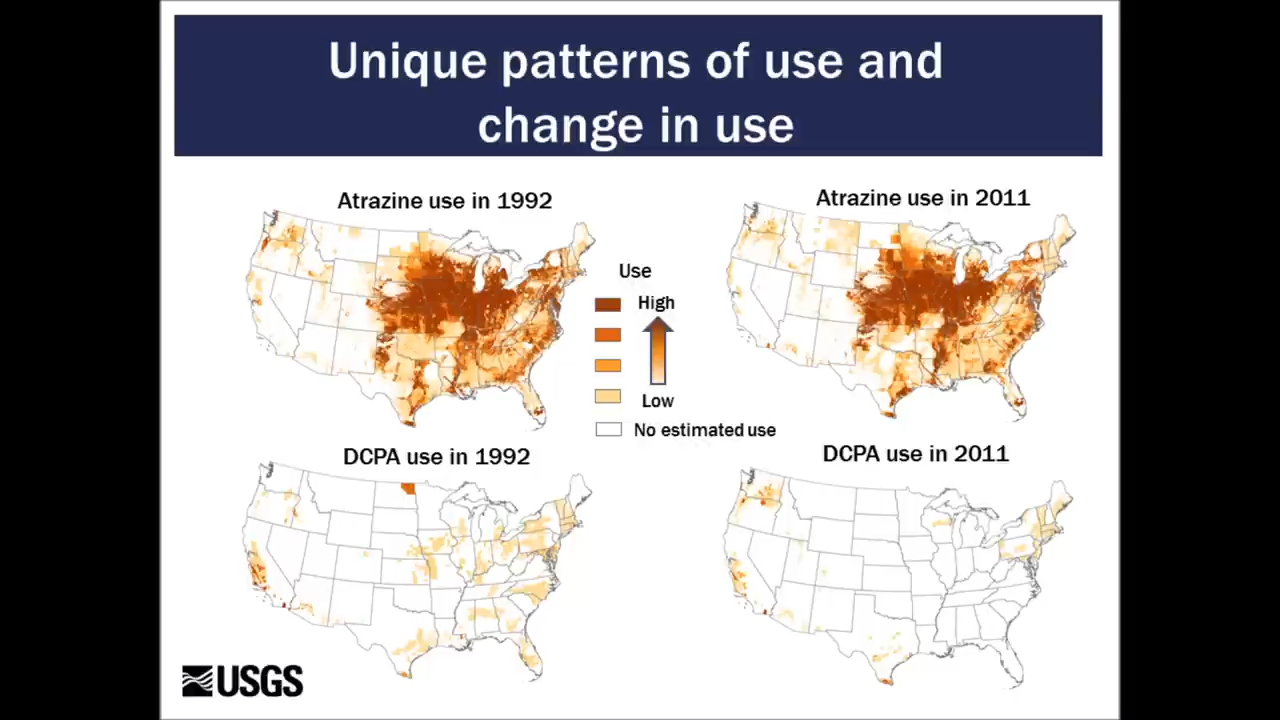 Unique patterns of use and
change in use
Atrazine use in 1992
Atrazine use in 2011
Use
High
Low
No estimated use
DCPA use in 1992
DCPA use in 2011
USGS